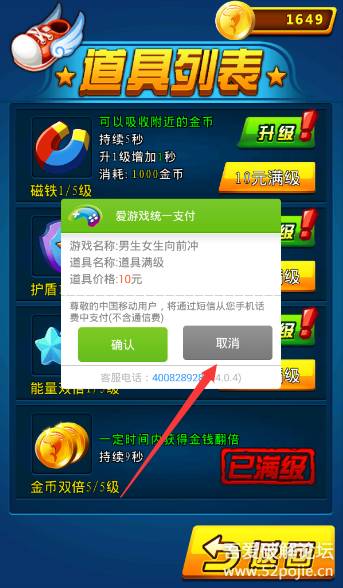 1649
道具列表
可以吸收附近的金币
持续5秒
升1级增加1秒
消耗: 1000金币
升级!
10元满级
磁铁1/5级
爱游戏统一支付
游戏名称:男生女生向前冲
道具名称:道具满级
道具价格:10元
尊敬的中国移动用户，将通过短信从您手机话
费中支付(不含通信费)
确认
取消
客服电话：400828929 (4.0.4)
护盾
能量双倍1/5级
满级
一定时间内获得金钱翻倍
持续9秒
已满级
金币双倍5/5级
返回
吾爱破解论坛
www.52pojie.cn